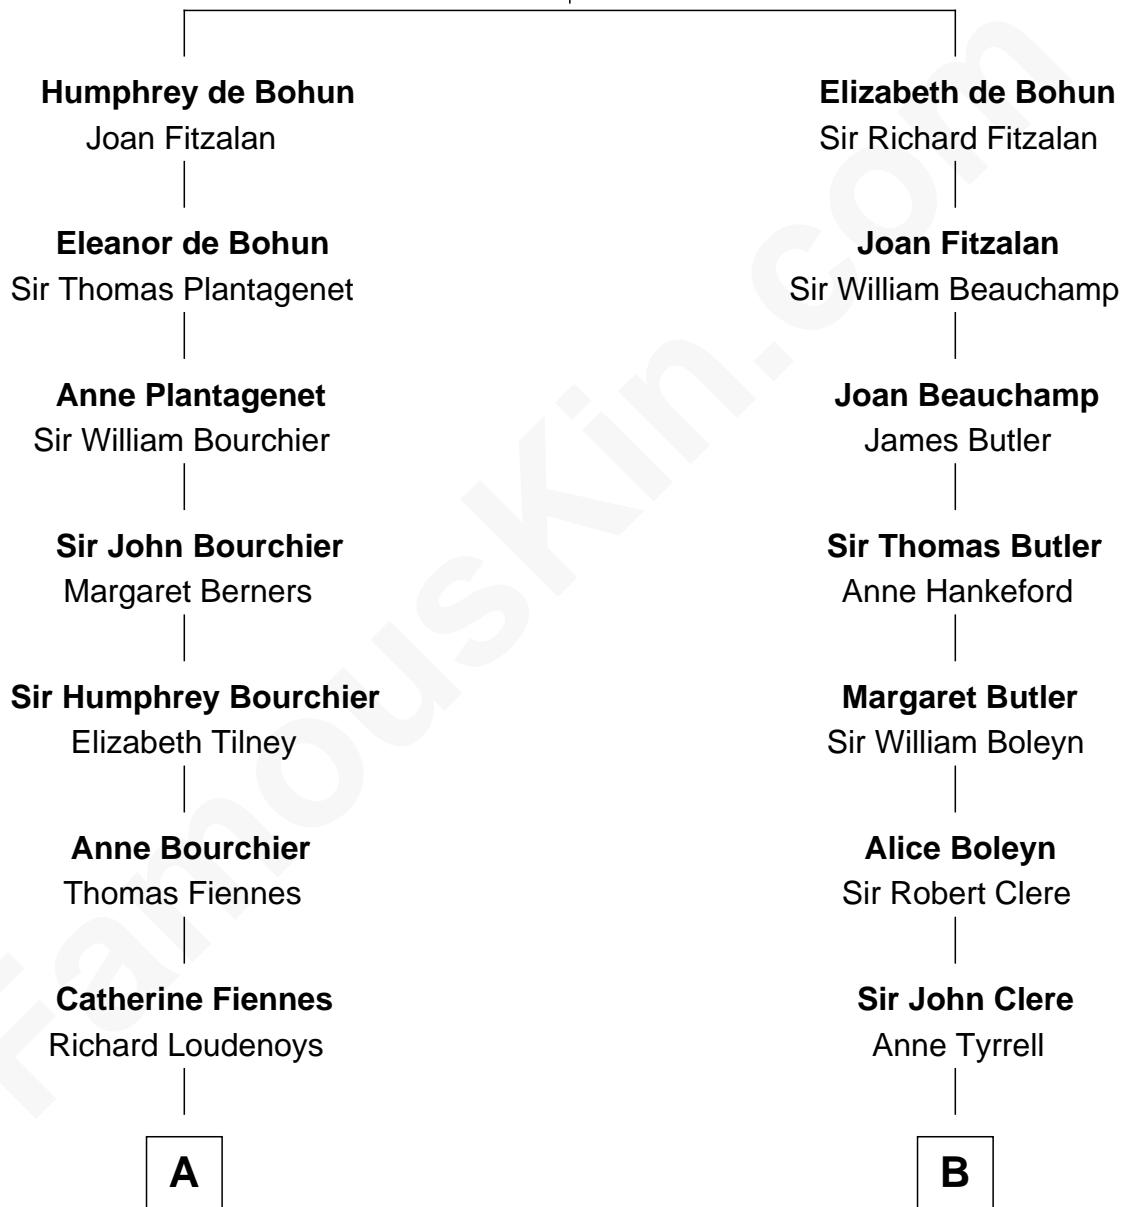 Humphrey de Bohun
Joan Fitzalan
Eleanor de Bohun
Sir Thomas Plantagenet
Anne Plantagenet
Sir William Bourchier
Sir John Bourchier
Margaret Berners
Sir Humphrey Bourchier
Elizabeth Tilney
Anne Bourchier
Thomas Fiennes
Catherine Fiennes
Richard Loudenoys
A
Elizabeth de Bohun
Sir Richard Fitzalan
Joan Fitzalan
Sir William Beauchamp
Joan Beauchamp
James Butler
Sir Thomas Butler
Anne Hankeford
Margaret Butler
Sir William Boleyn
Alice Boleyn
Sir Robert Clere
Sir John Clere
Anne Tyrrell
B
FamousKin.com